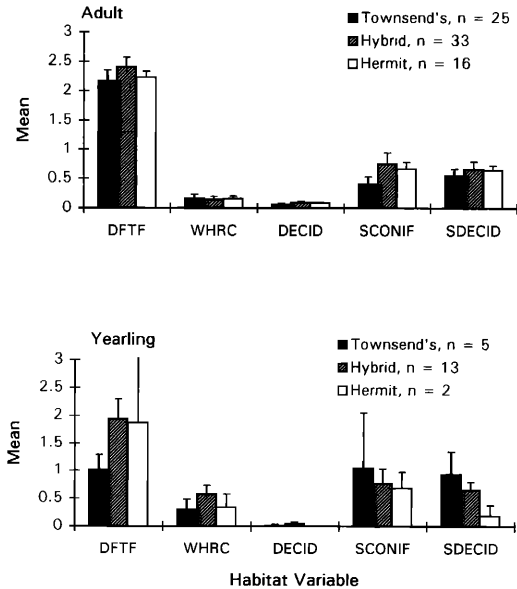 Adult
Townsend's, n = 25
Hybrid, n = 33
Hermit, n = 16
3
2.5
2
1.5
1
0.5
0
Mean
DFTF WHRC DECID SCONIF SDECID
Yearling
Townsend's, n = 5
Hybrid, n = 13
Hermit, n = 2
3
2.5
2
1.5
1
0.5
0
Mean
DFTF WHRC DECID SCONIF SDECID
Habitat Variable